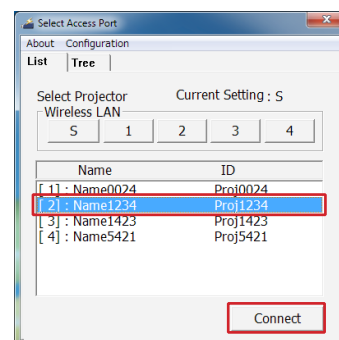 Select Access Port
About Configuration
List Tree
Select Projector Current Setting : S
Wireless LAN
S 1 2 3 4
Name ID
[ 1] : Name0024 Proj0024
[ 2] : Name1234 Proj1234
[ 3] : Name1423 Proj1423
[ 4] : Name5421 Proj5421
Connect